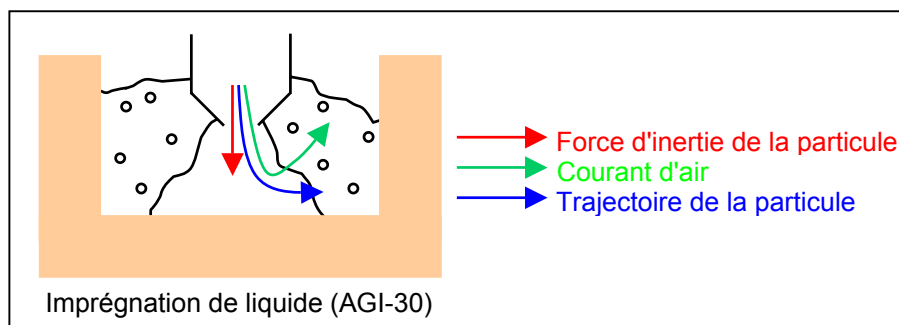 Force d'inertie de la particule
Courant d'air
Trajectoire de la particule
Imprégnation de liquide (AGI-30)